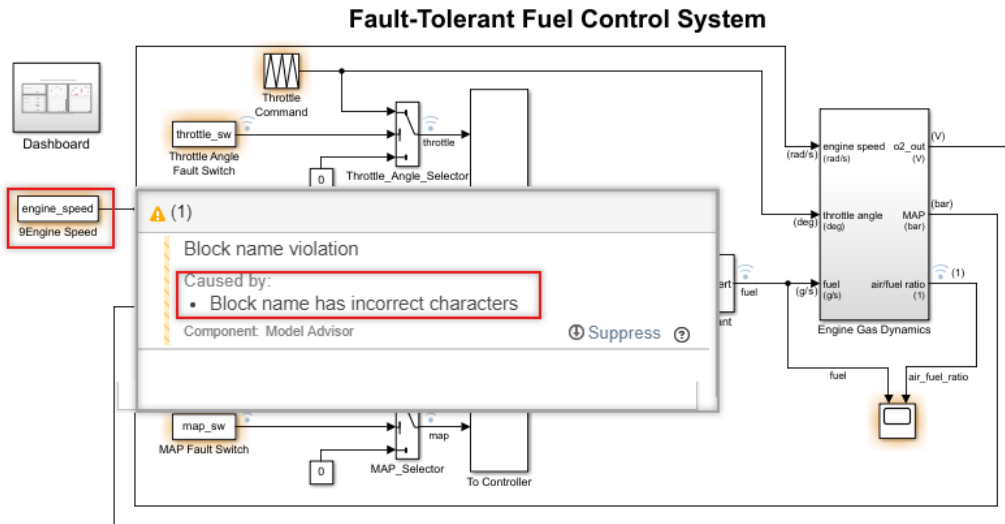 Fault-Tolerant Fuel Control System
Dashboard
Throttle
Command
throttle_sw
Throttle Angle
Fault Switch
0
throttle
Throttle_Angle_Selector
engine_speed
9Engine Speed
(1)
Block name violation
Caused by:
• Block name has incorrect characters
Component: Model Advisor
Suppress
?
map_sw
MAP Fault Switch
0
map
MAP_Selector
To Controller
ert
fuel
ant
(rad/s)
engine speed
(rad/s)
o2_out
(V)
(V)
(deg)
throttle angle
(deg)
MAP
(bar)
(bar)
(g/s)
fuel
(g/s)
air/fuel ratio
(1)
(1)
Engine Gas Dynamics
fuel
air_fuel_ratio